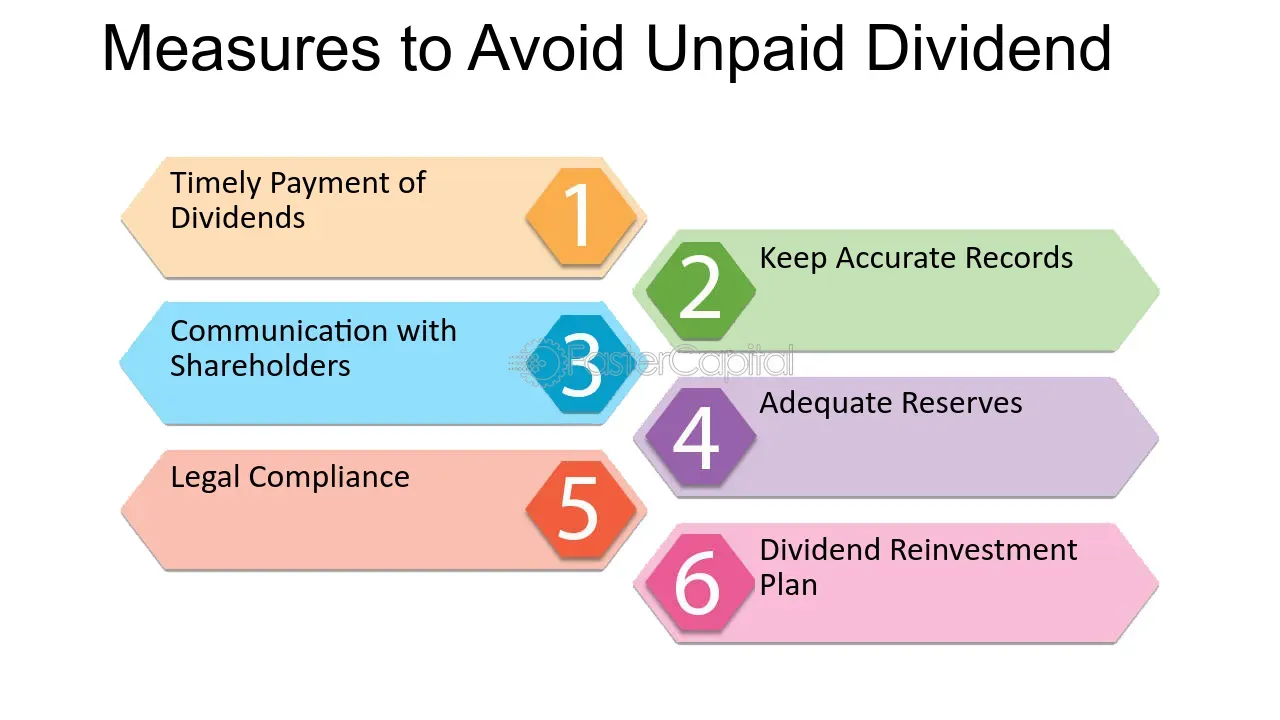 Measures to Avoid Unpaid Dividend
Timely Payment of
Dividends
1
2
Keep Accurate Records
Communication with
Shareholders
3
FasterCapital
4
Adequate Reserves
Legal Compliance
5
6
Dividend Reinvestment
Plan